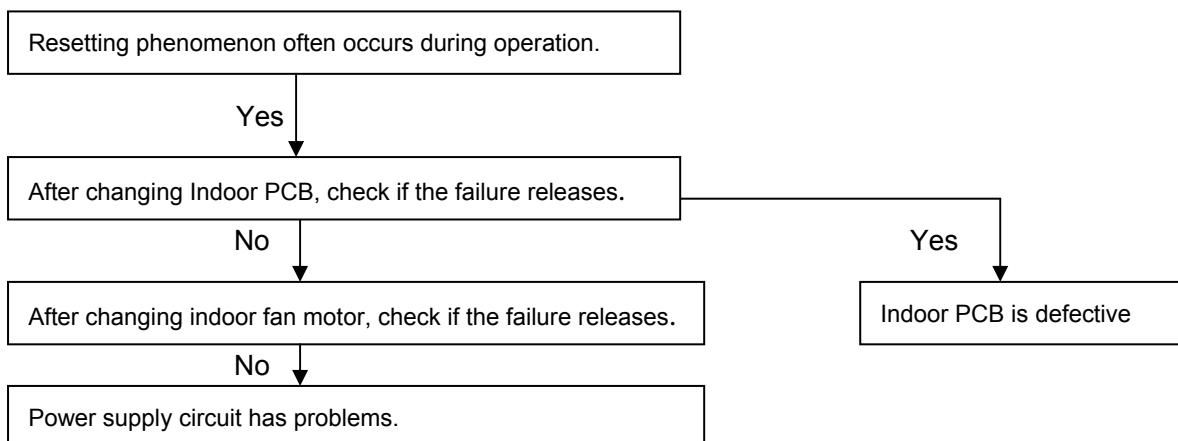 Resetting phenomenon often occurs during operation.
Yes
After changing Indoor PCB, check if the failure releases.
No
Yes
After changing indoor fan motor, check if the failure releases.
Indoor PCB is defective
No
Power supply circuit has problems.